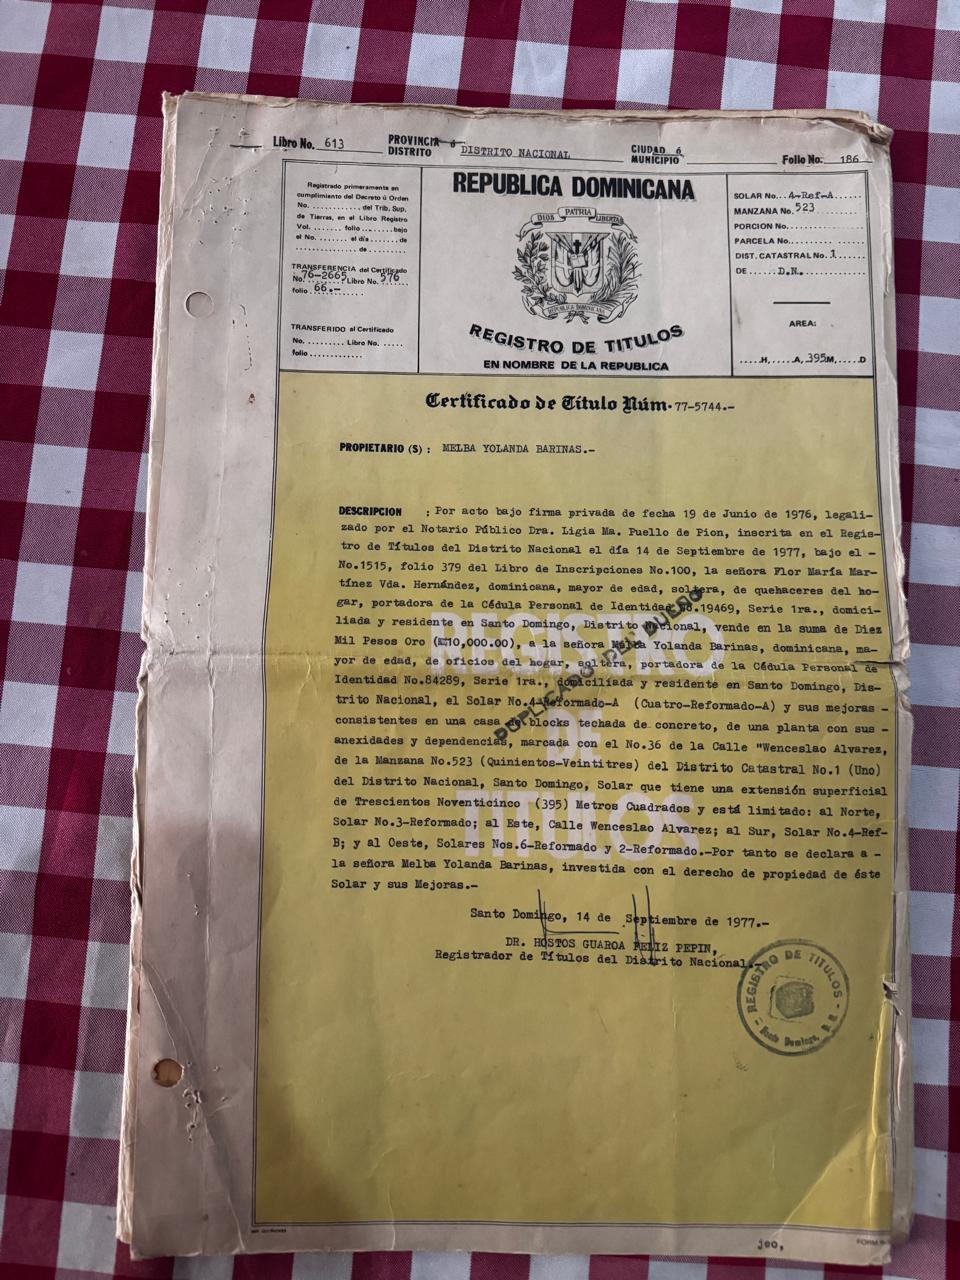 Libro No. 613
PROVINCIA ó
DISTRITO DISTRITO NACIONAL
CIUDAD ó
MUNICIPIO
Folio No. 186
Registrado primeramente en
cumplimiento del Decreto ú Orden
No. .............. del Trib. Sup.
de Tierras, en el Libro Registro
Vol. ....... folio ....... bajo
el No. ........ el día ....... de
................. de ...........
TRANSFERENCIA del Certificado
No. 76-2665 Libro No. 576
folio 66.-
TRANSFERIDO al Certificado
No. ......... Libro No. .....
folio .............
REPUBLICA DOMINICANA
DIOS PATRIA LIBERTAD
REPUBLICA DOMINICANA
REGISTRO DE TITULOS
EN NOMBRE DE LA REPUBLICA
SOLAR No. 4-Ref-A
MANZANA No. 523
PORCION No.
PARCELA No.
DIST. CATASTRAL No. 1
DE ...... D.N.
AREA:
.....H,......A, 395M,.....D
Certificado de Título Núm. 77-5744.-
PROPIETARIO (S) : MELBA YOLANDA BARINAS.-
DESCRIPCION : Por acto bajo firma privada de fecha 19 de Junio de 1976, legali-
zado por el Notario Público Dra. Ligia Ma. Puello de Pion, inscrita en el Regis-
tro de Títulos del Distrito Nacional el día 14 de Septiembre de 1977, bajo el -
No.1515, folio 379 del Libro de Inscripciones No.100, la señora Flor María Mar-
tínez Vda. Hernández, dominicana, mayor de edad, soltera, de quehaceres del ho-
gar, portadora de la Cédula Personal de Identidad No.19469, Serie 1ra., domici-
liada y residente en Santo Domingo, Distrito Nacional, vende en la suma de Diez
Mil Pesos Oro (RD$10,000.00), a la señora Melba Yolanda Barinas, dominicana, ma-
yor de edad, de oficios del hogar, soltera, portadora de la Cédula Personal de
Identidad No.84289, Serie 1ra., domiciliada y residente en Santo Domingo, Dis-
trito Nacional, el Solar No.4-Reformado-A (Cuatro-Reformado-A) y sus mejoras -
consistentes en una casa de blocks techada de concreto, de una planta con sus -
anexidades y dependencias, marcada con el No.36 de la Calle "Wenceslao Alvarez,
de la Manzana No.523 (Quinientos-Veintitres) del Distrito Catastral No.1 (Uno)
del Distrito Nacional, Santo Domingo, Solar que tiene una extensión superficial
de Trescientos Noventicinco (395) Metros Cuadrados y está limitado: al Norte,
Solar No.3-Reformado; al Este, Calle Wenceslao Alvarez; al Sur, Solar No.4-Ref-
B; y al Oeste, Solares Nos.6-Reformado y 2-Reformado.-Por tanto se declara a -
la señora Melba Yolanda Barinas, investida con el derecho de propiedad de éste
Solar y sus Mejoras.-
DUPLICADO DEL DUEÑO
REGISTRO
DE
TITULOS
Santo Domingo, 14 de Septiembre de 1977.-
DR. HOSTOS GUAROA FELIZ PEPIN,
Registrador de Títulos del Distrito Nacional.-
REGISTRO DE TITULOS
Santo Domingo, D. R.
jeo,